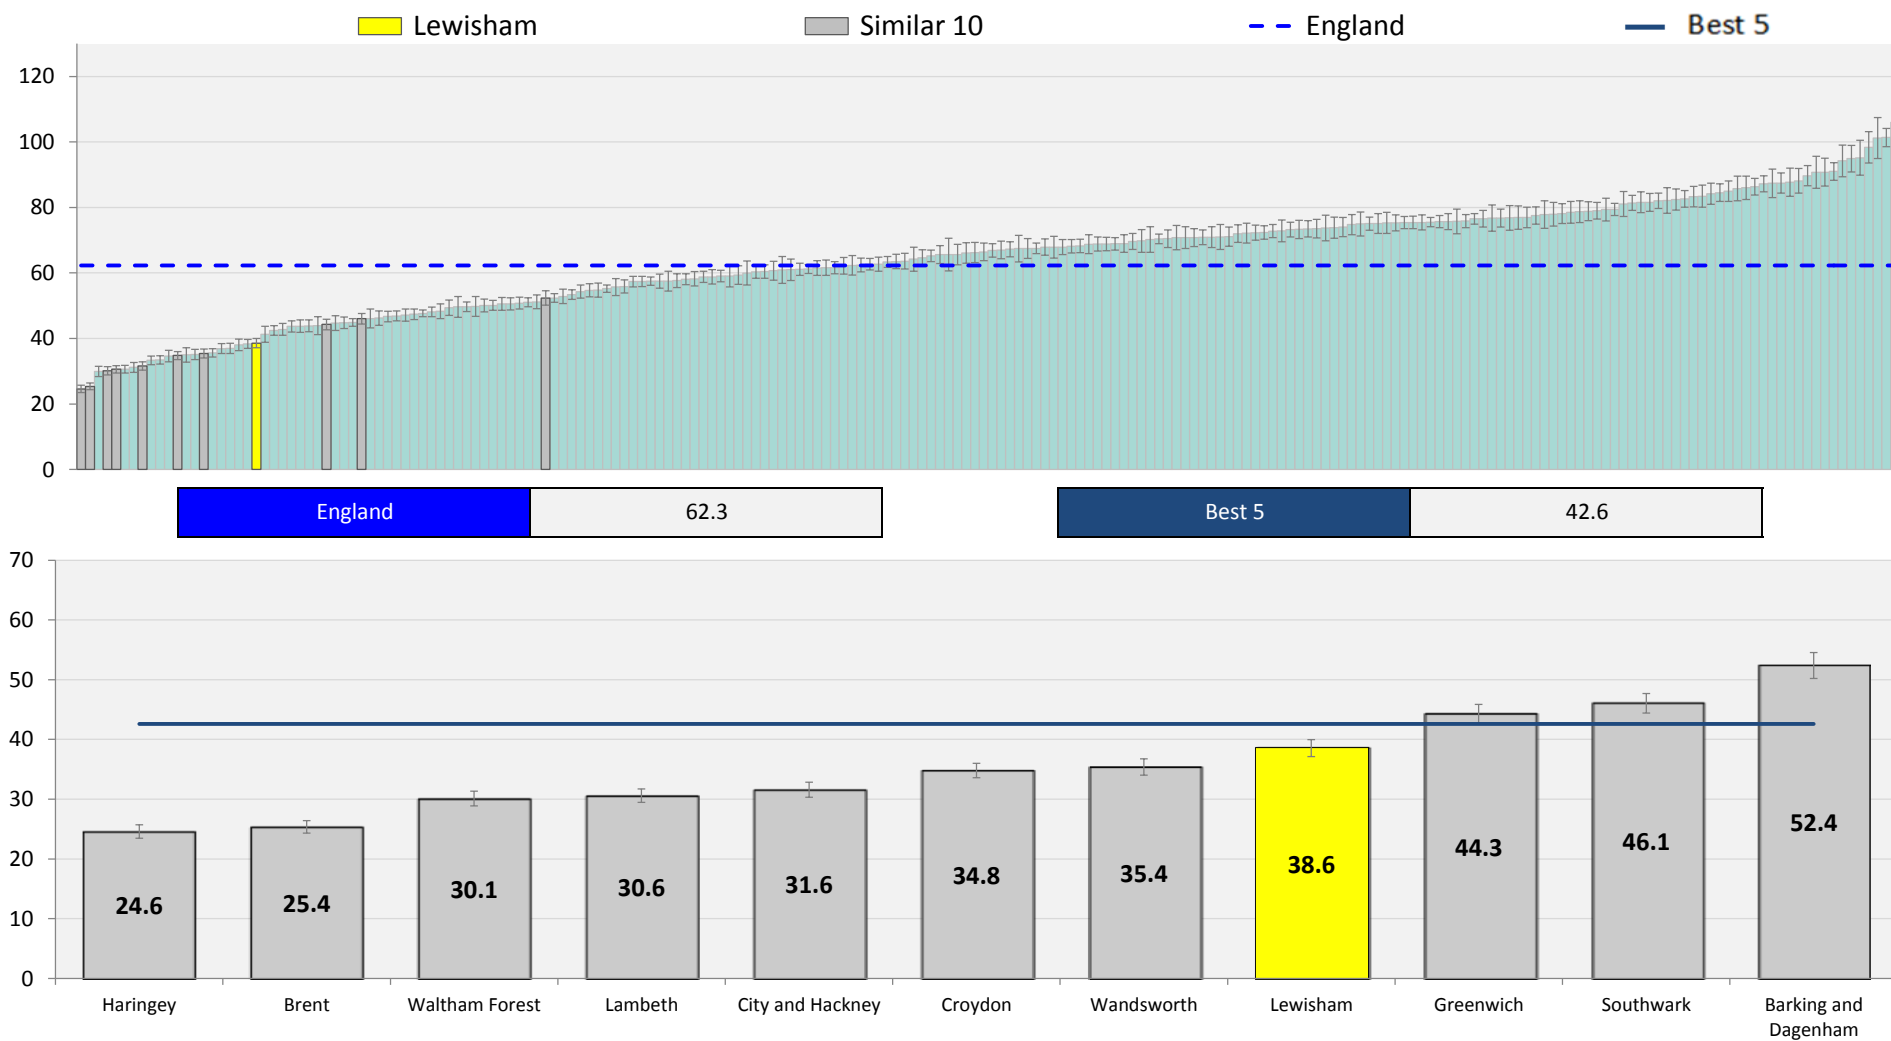 Lewisham
Similar 10
England
Best 5
120
100
80
60
40
20
0
England
62.3
Best 5
42.6
70
60
50
40
30
20
10
0
24.6
25.4
30.1
30.6
31.6
34.8
35.4
38.6
44.3
46.1
52.4
Haringey
Brent
Waltham Forest
Lambeth
City and Hackney
Croydon
Wandsworth
Lewisham
Greenwich
Southwark
Barking and
Dagenham